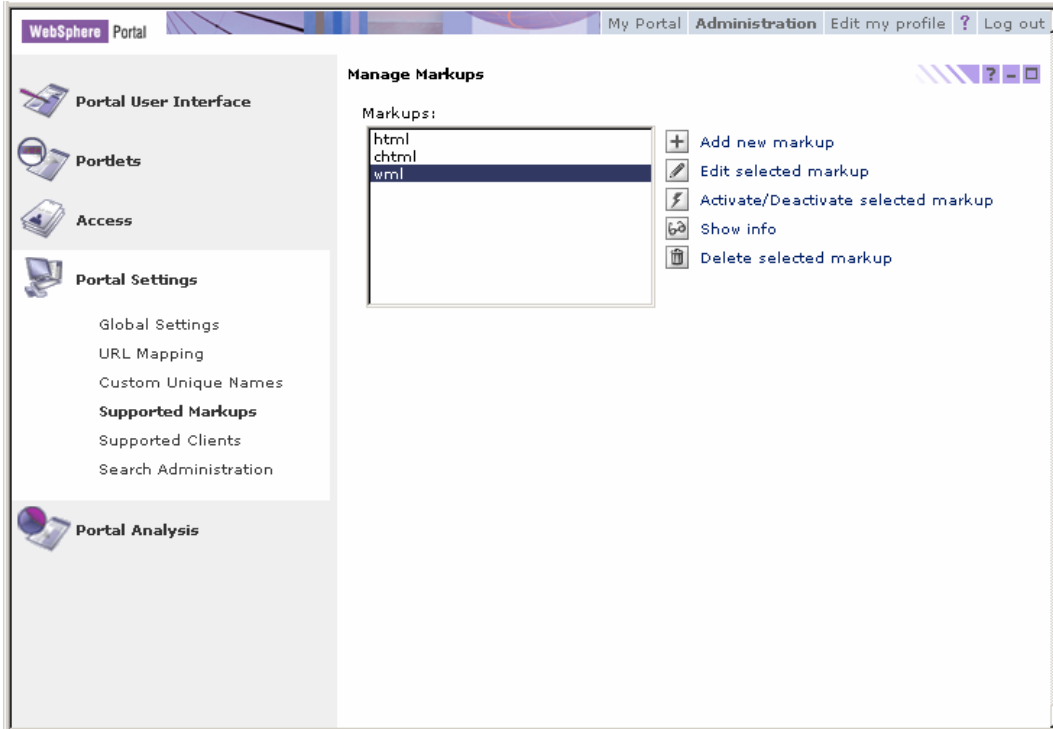 WebSphere Portal
My Portal Administration Edit my profile ? Log out
Portal User Interface
Portlets
Access
Portal Settings
Global Settings
URL Mapping
Custom Unique Names
Supported Markups
Supported Clients
Search Administration
Portal Analysis
Manage Markups
?
Markups:
html
chtml
wml
Add new markup
Edit selected markup
Activate/Deactivate selected markup
Show info
Delete selected markup